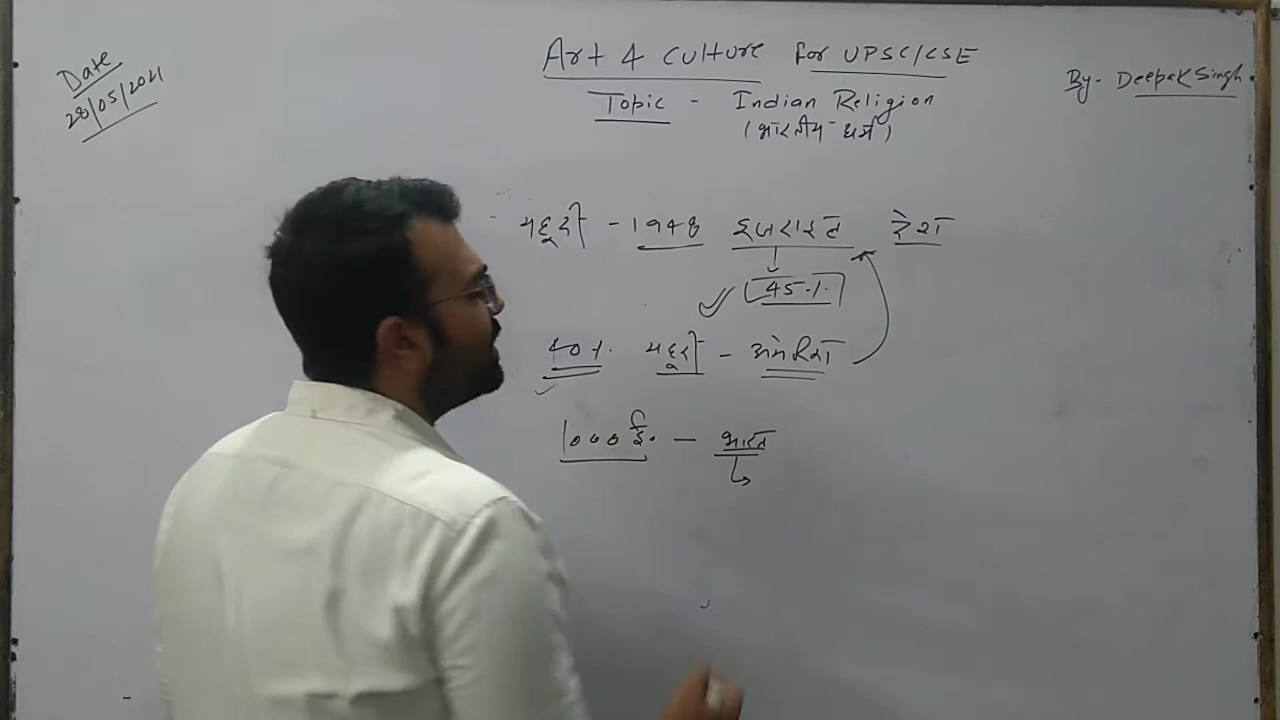 Date
28/05/2021
Art & Culture for UPSC/CSE
By- Deepak Singh
Topic - Indian Religion
(भारतीय धर्म)
यहूदी - 1948 इजराइल देश
45%
40% यहूदी - अमेरिका
1000 ई० - भारत